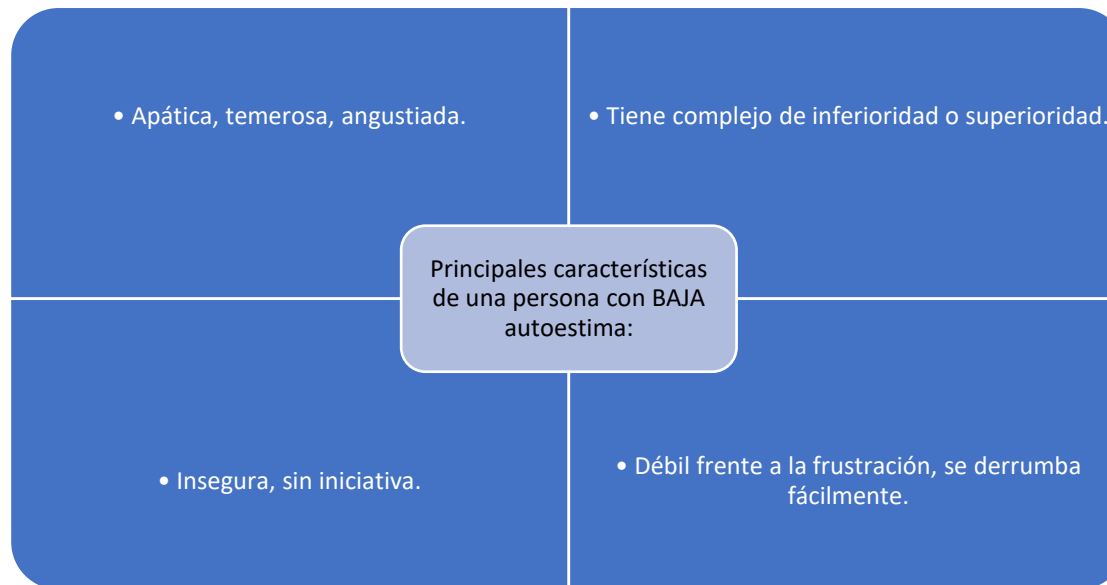 • Apática, temerosa, angustiada.
• Tiene complejo de inferioridad o superioridad.
Principales características
de una persona con BAJA
autoestima:
• Insegura, sin iniciativa.
• Débil frente a la frustración, se derrumba
fácilmente.